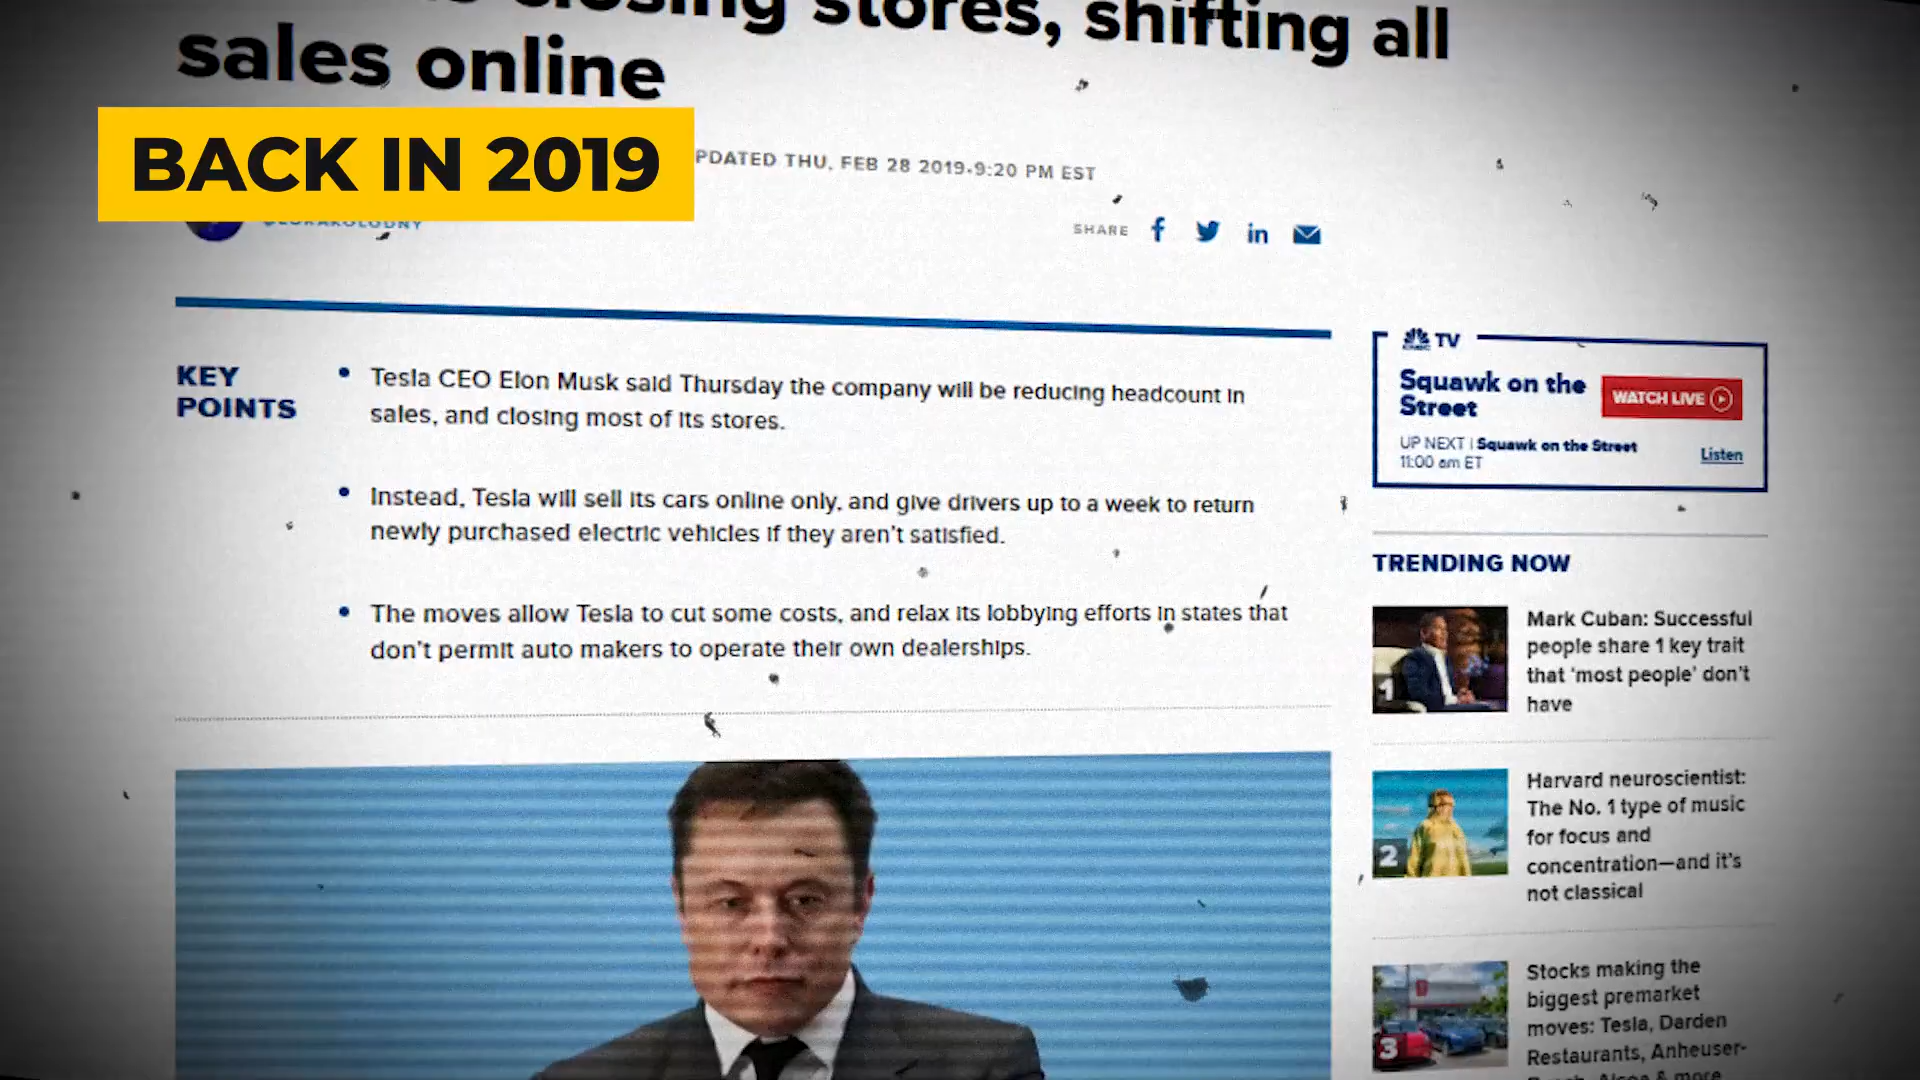 closing stores, shifting all
sales online
BACK IN 2019
PDATED THU, FEB 28 2019•9:20 PM EST
@LORAKOLODNY
SHARE
KEY
POINTS
Tesla CEO Elon Musk said Thursday the company will be reducing headcount in
sales, and closing most of its stores.
Instead, Tesla will sell its cars online only, and give drivers up to a week to return
newly purchased electric vehicles if they aren't satisfied.
The moves allow Tesla to cut some costs, and relax its lobbying efforts in states that
don't permit auto makers to operate their own dealerships.
TV
Squawk on the
Street
WATCH LIVE
UP NEXT | Squawk on the Street
11:00 am ET
Listen
TRENDING NOW
1
Mark Cuban: Successful
people share 1 key trait
that 'most people' don't
have
2
Harvard neuroscientist:
The No. 1 type of music
for focus and
concentration—and it's
not classical
3
Stocks making the
biggest premarket
moves: Tesla, Darden
Restaurants, Anheuser-